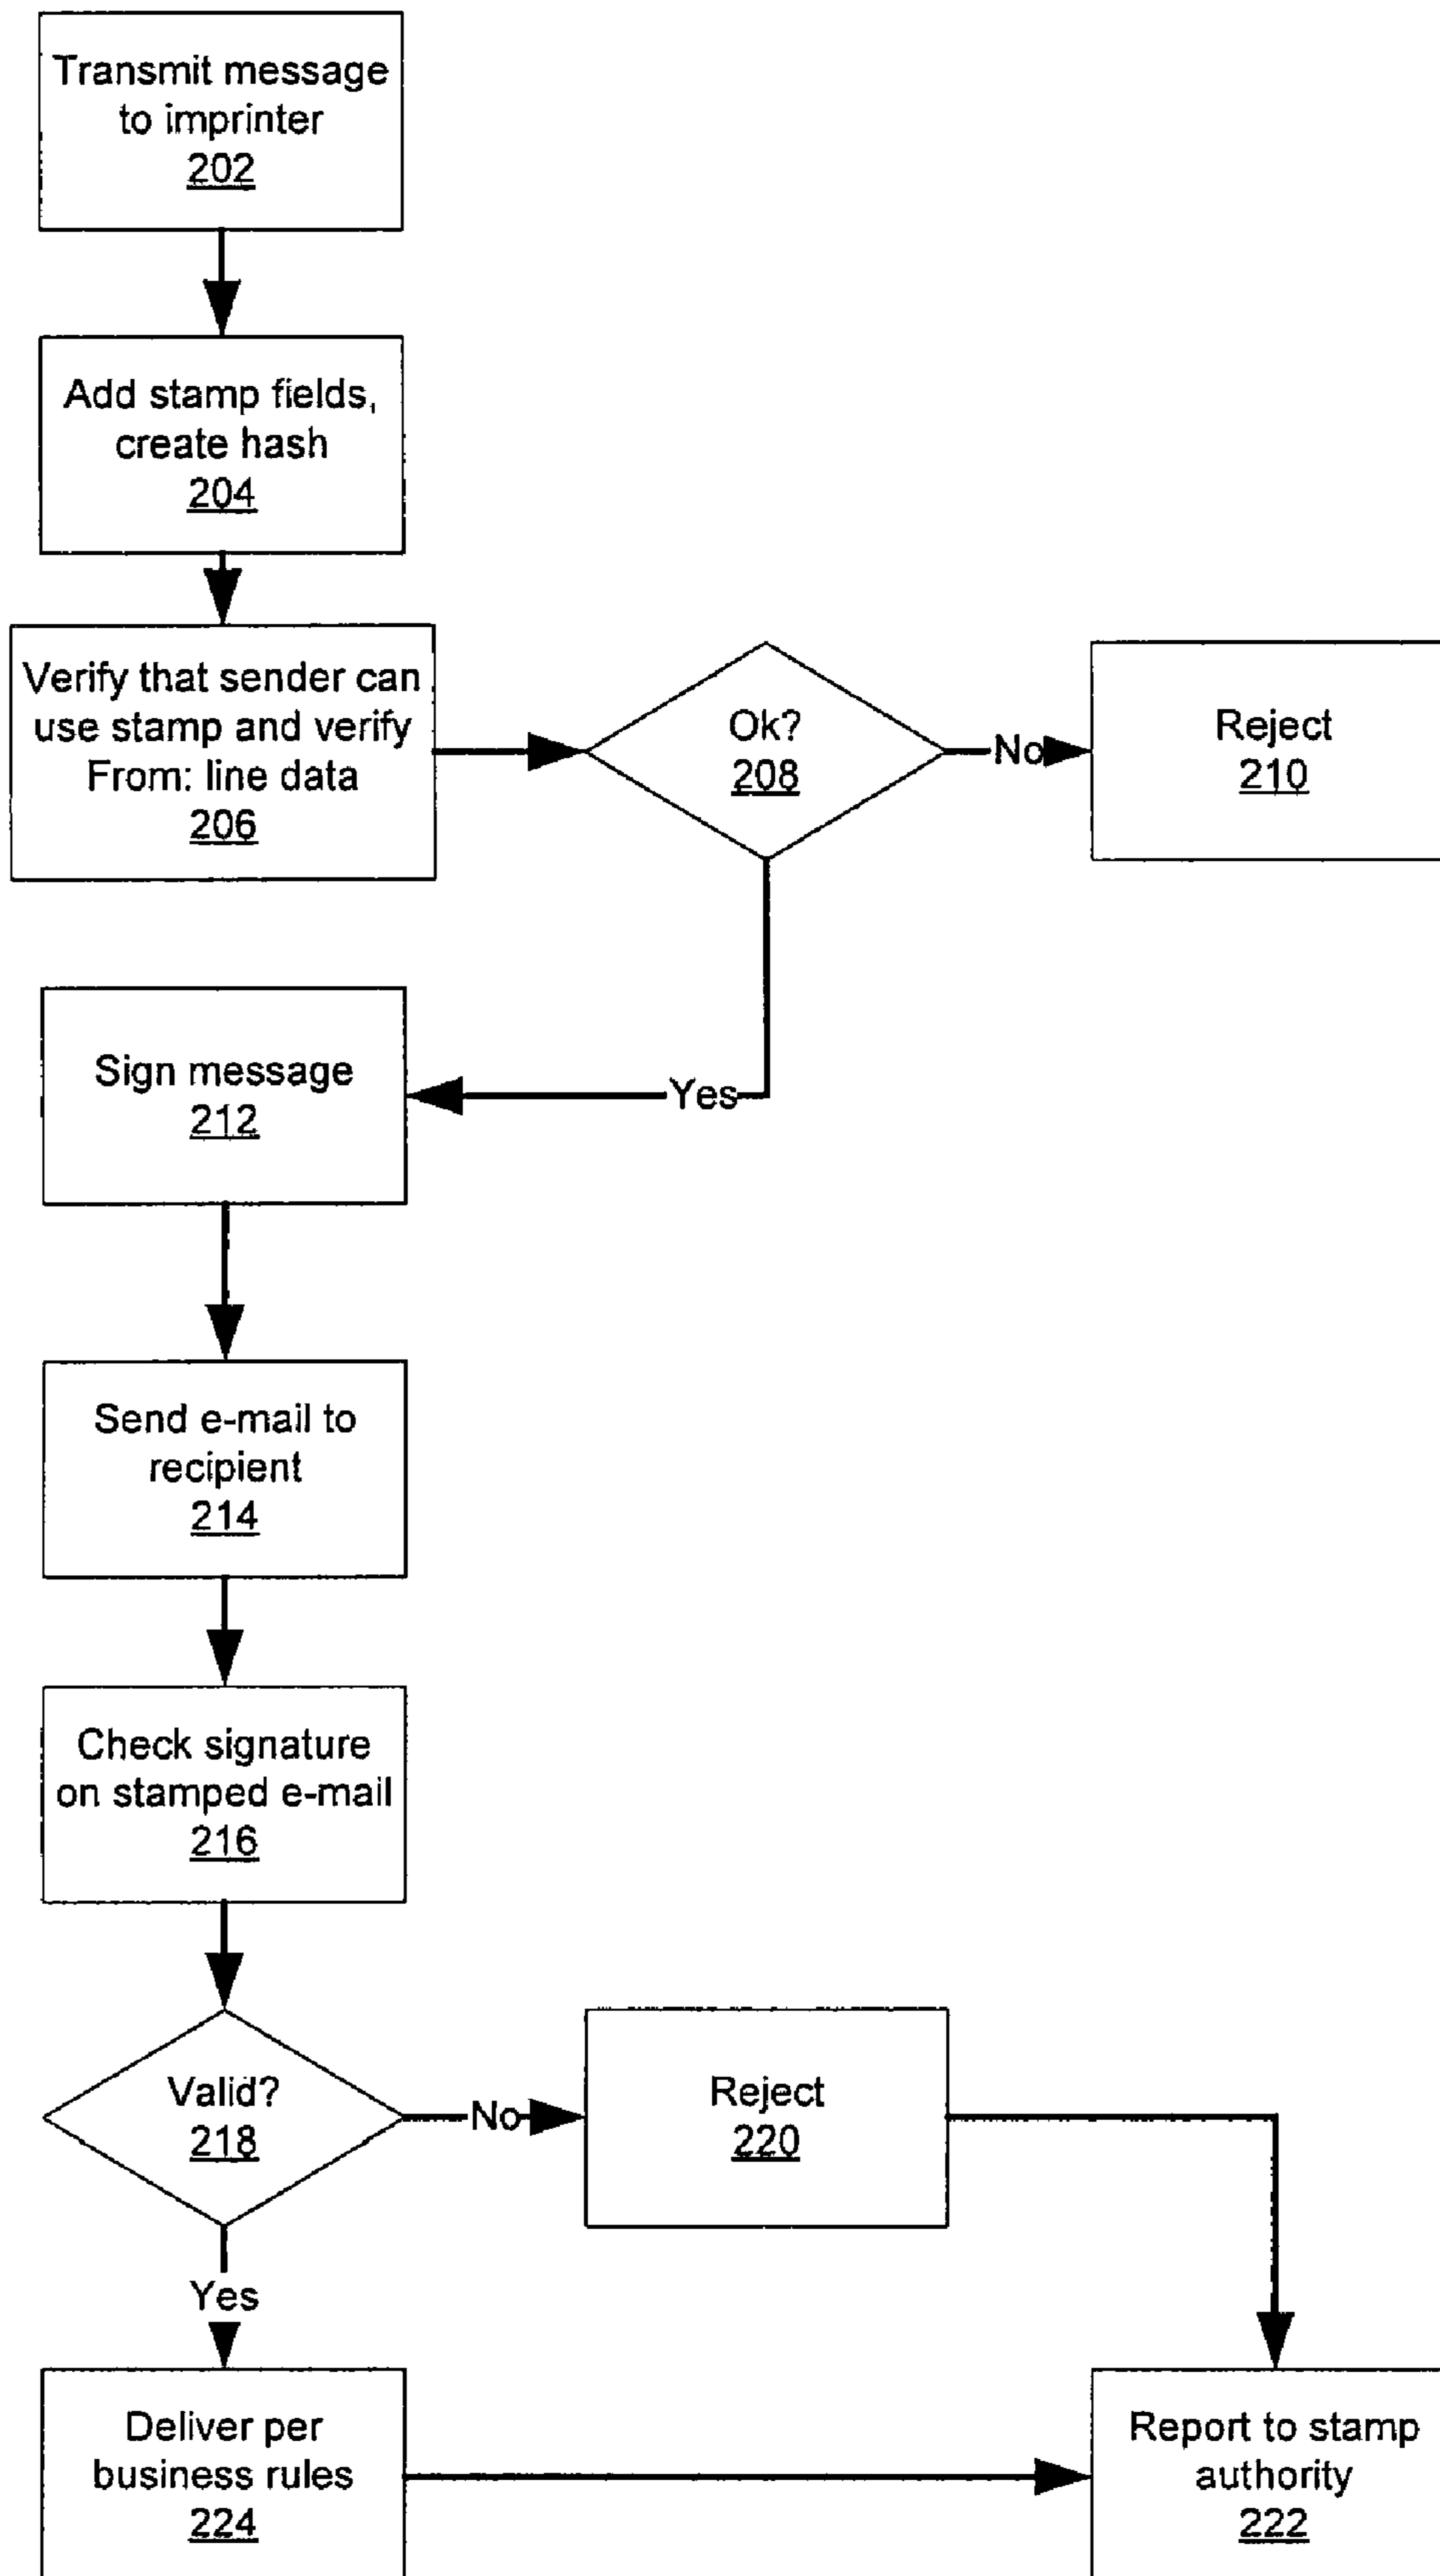 Transmit message
to imprinter
202
Add stamp fields,
create hash
204
Verify that sender can
use stamp and verify
From: line data
206
Ok?
208
No
Reject
210
Yes
Sign message
212
Send e-mail to
recipient
214
Check signature
on stamped e-mail
216
Valid?
218
No
Reject
220
Yes
Deliver per
business rules
224
Report to stamp
authority
222